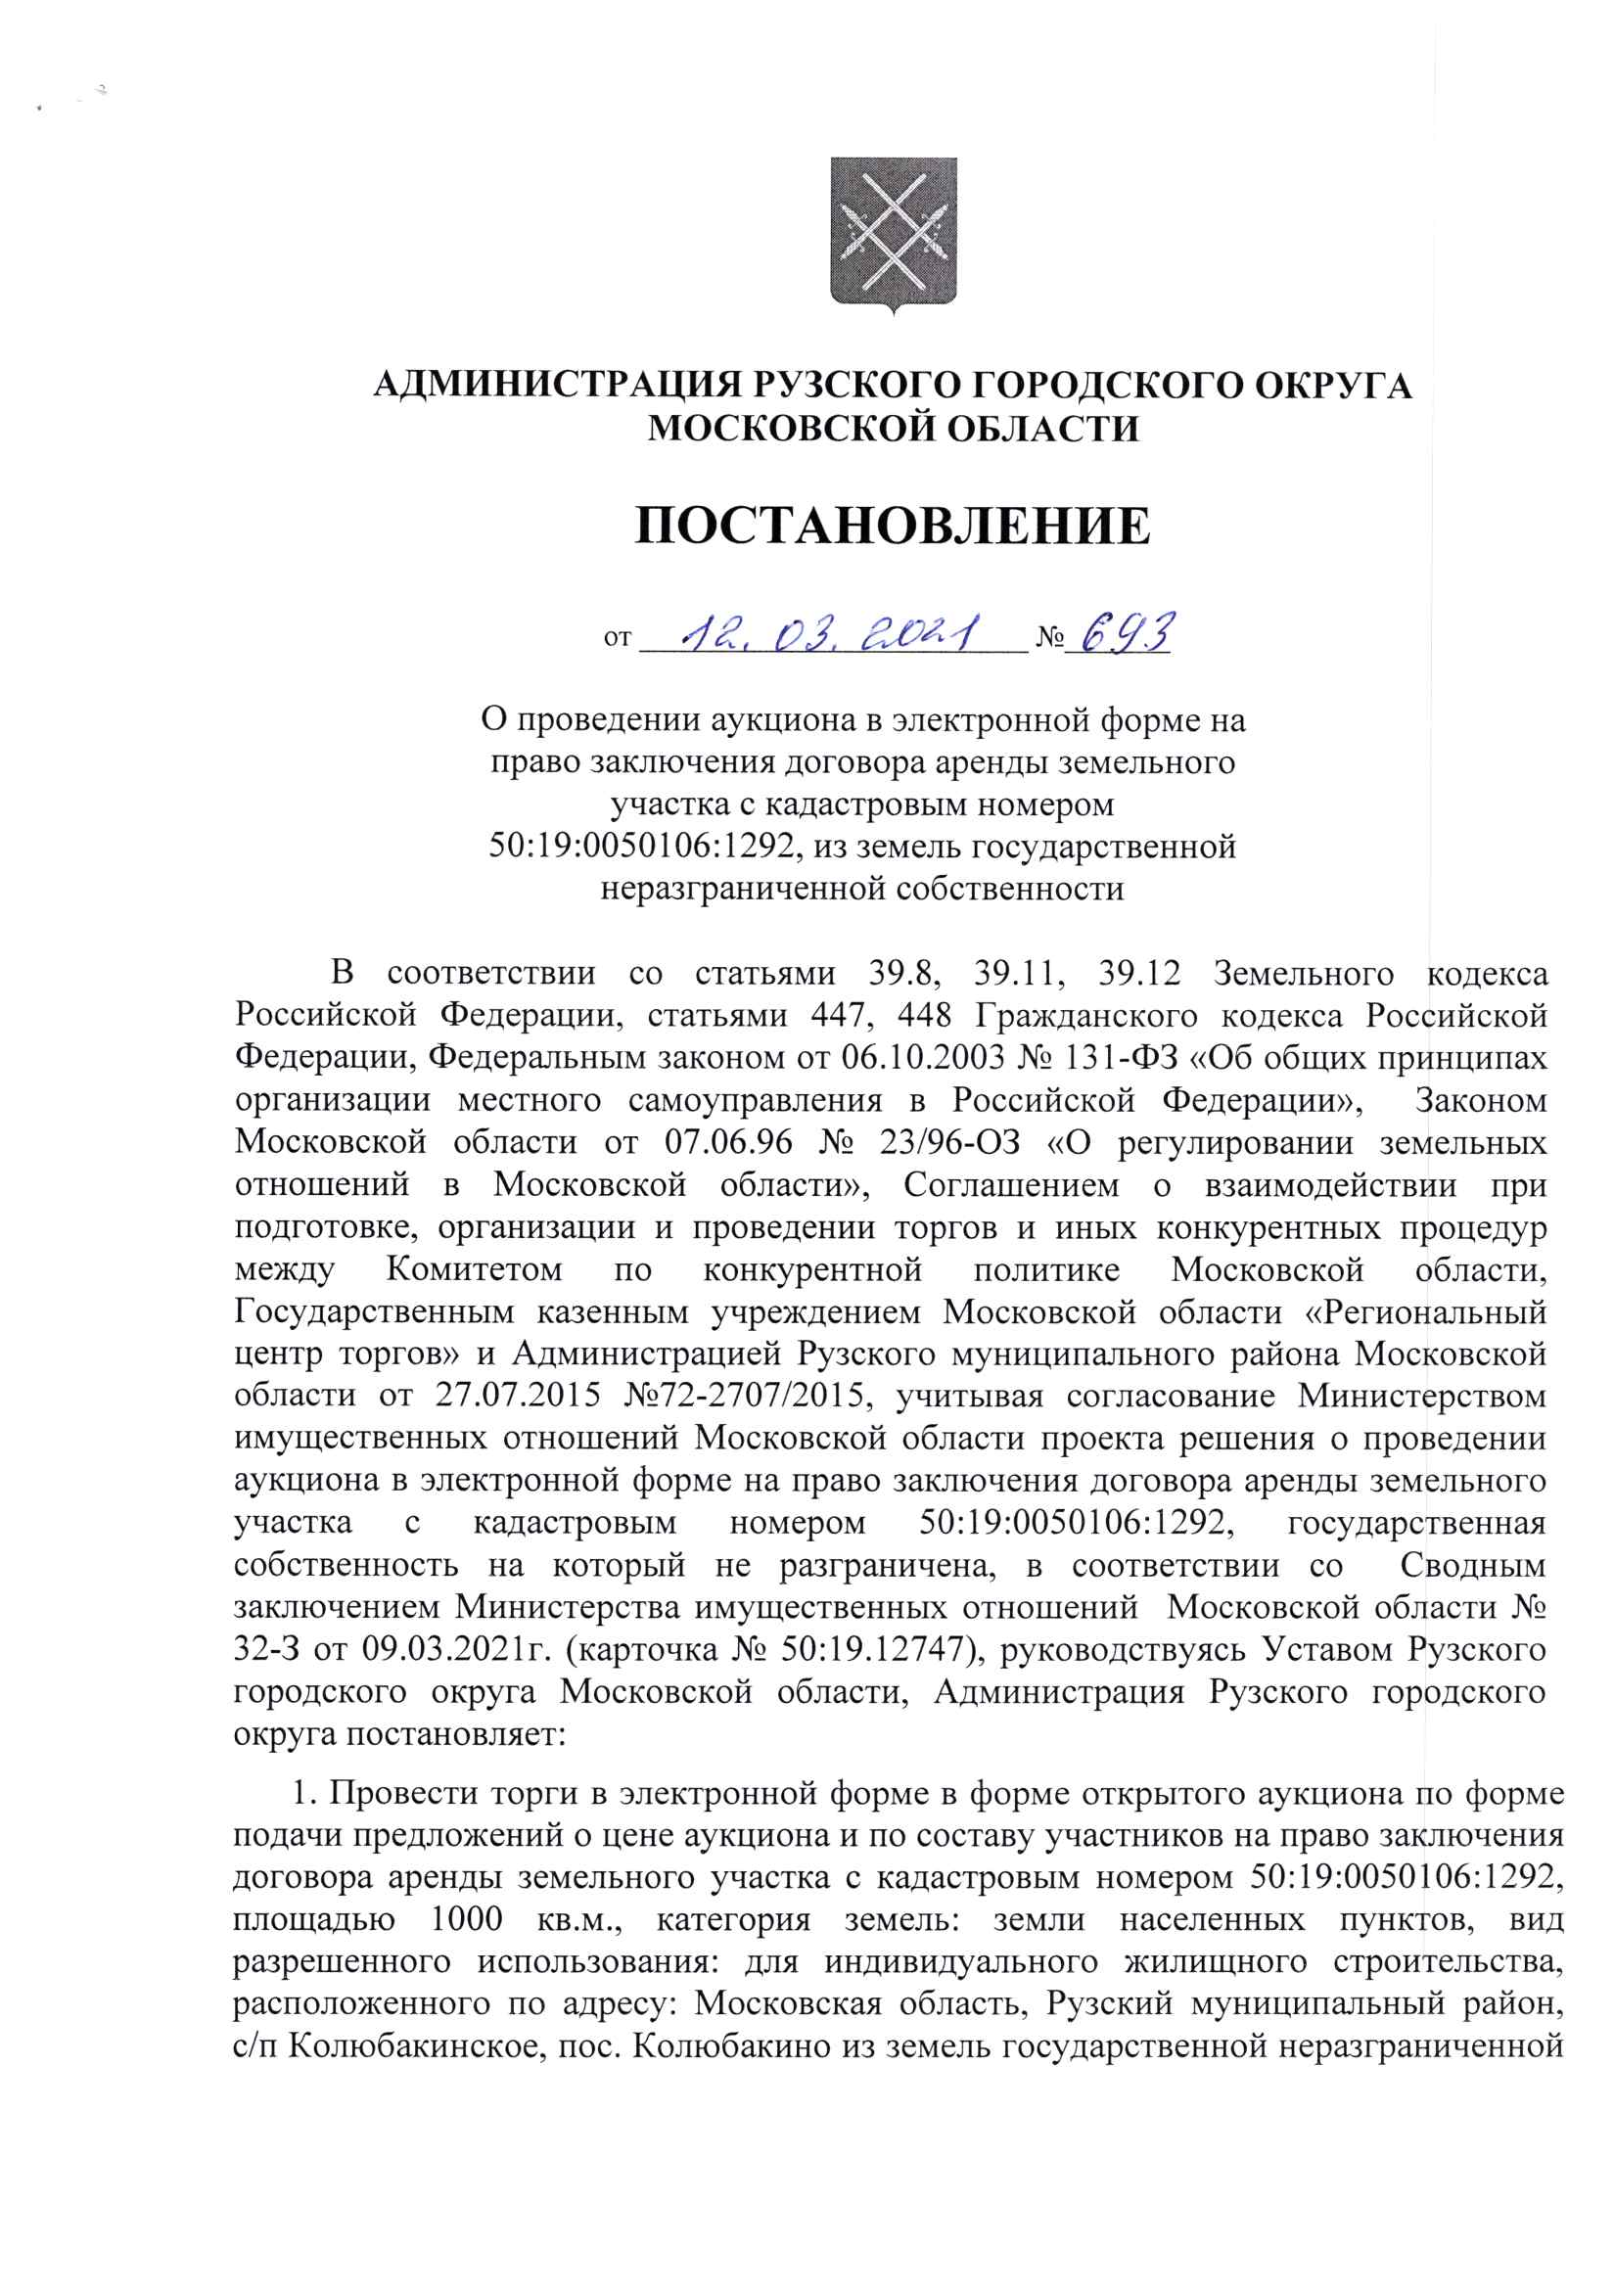 АДМИНИСТРАЦИЯ РУЗСКОГО ГОРОДСКОГО ОКРУГА
МОСКОВСКОЙ ОБЛАСТИ
ПОСТАНОВЛЕНИЕ
от 12.03.2021 № 693
О проведении аукциона в электронной форме на
право заключения договора аренды земельного
участка с кадастровым номером
50:19:0050106:1292, из земель государственной
неразграниченной собственности
В соответствии со статьями 39.8, 39.11, 39.12 Земельного кодекса
Российской Федерации, статьями 447, 448 Гражданского кодекса Российской
Федерации, Федеральным законом от 06.10.2003 № 131-ФЗ «Об общих принципах
организации местного самоуправления в Российской Федерации», Законом
Московской области от 07.06.96 № 23/96-ОЗ «О регулировании земельных
отношений в Московской области», Соглашением о взаимодействии при
подготовке, организации и проведении торгов и иных конкурентных процедур
между Комитетом по конкурентной политике Московской области,
Государственным казенным учреждением Московской области «Региональный
центр торгов» и Администрацией Рузского муниципального района Московской
области от 27.07.2015 №72-2707/2015, учитывая согласование Министерством
имущественных отношений Московской области проекта решения о проведении
аукциона в электронной форме на право заключения договора аренды земельного
участка с кадастровым номером 50:19:0050106:1292, государственная
собственность на который не разграничена, в соответствии со Сводным
заключением Министерства имущественных отношений Московской области №
32-З от 09.03.2021г. (карточка № 50:19.12747), руководствуясь Уставом Рузского
городского округа Московской области, Администрация Рузского городского
округа постановляет:
1. Провести торги в электронной форме в форме открытого аукциона по форме
подачи предложений о цене аукциона и по составу участников на право заключения
договора аренды земельного участка с кадастровым номером 50:19:0050106:1292,
площадью 1000 кв.м., категория земель: земли населенных пунктов, вид
разрешенного использования: для индивидуального жилищного строительства,
расположенного по адресу: Московская область, Рузский муниципальный район,
с/п Колюбакинское, пос. Колюбакино из земель государственной неразграниченной